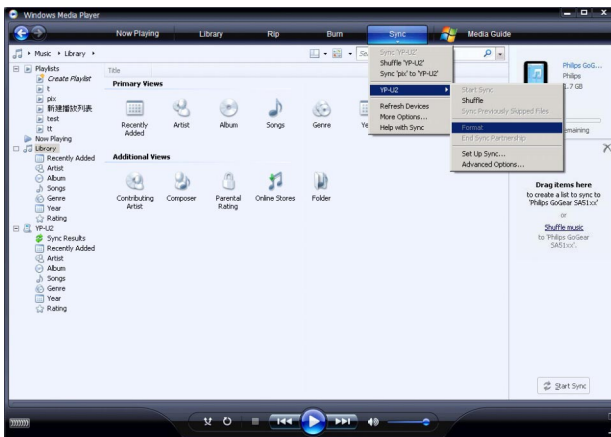 Windows Media Player
Now Playing
Library
Rip
Burn
Sync
Media Guide
Music
Library
Playlists
Create Playlist
t
pix
新建播放列表
test
tt
Now Playing
Library
Recently Added
Artist
Album
Songs
Genre
Year
Rating
YP-U2
Sync Results
Recently Added
Artist
Album
Songs
Genre
Year
Rating
Title
Primary Views
Recently Added
Artist
Album
Songs
Genre
Additional Views
Contributing Artist
Composer
Parental Rating
Online Stores
Folder
Sync 'YP-U2'
Shuffle 'YP-U2'
Sync 'pix' to 'YP-U2'
YP-U2
Refresh Devices
More Options...
Help with Sync
Start Sync
Shuffle
Sync Previously Skipped Files
Format
End Sync Partnership
Set Up Sync...
Advanced Options...
Philips GoG...
Philips
.7 GB
emaining
Drag items here
to create a list to sync to
'Philips GoGear SA51xx'
or
Shuffle music
to 'Philips GoGear
SA51xx'.
Start Sync